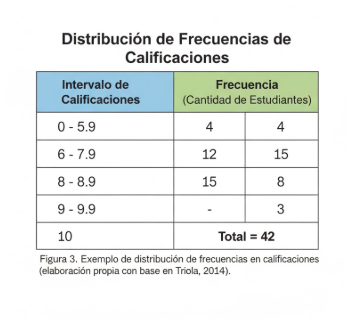 Distribución de Frecuencias de
Calificaciones
Intervalo de Frecuencia
Calificaciones (Cantidad de Estudiantes)
0 - 5.9 4 4
6 - 7.9 12 15
8 - 8.9 15 8
9 - 9.9 - 3
10 Total = 42
Figura 3. Exemplo de distribución de frecuencias en calificaciones
(elaboración propia con base en Triola, 2014).